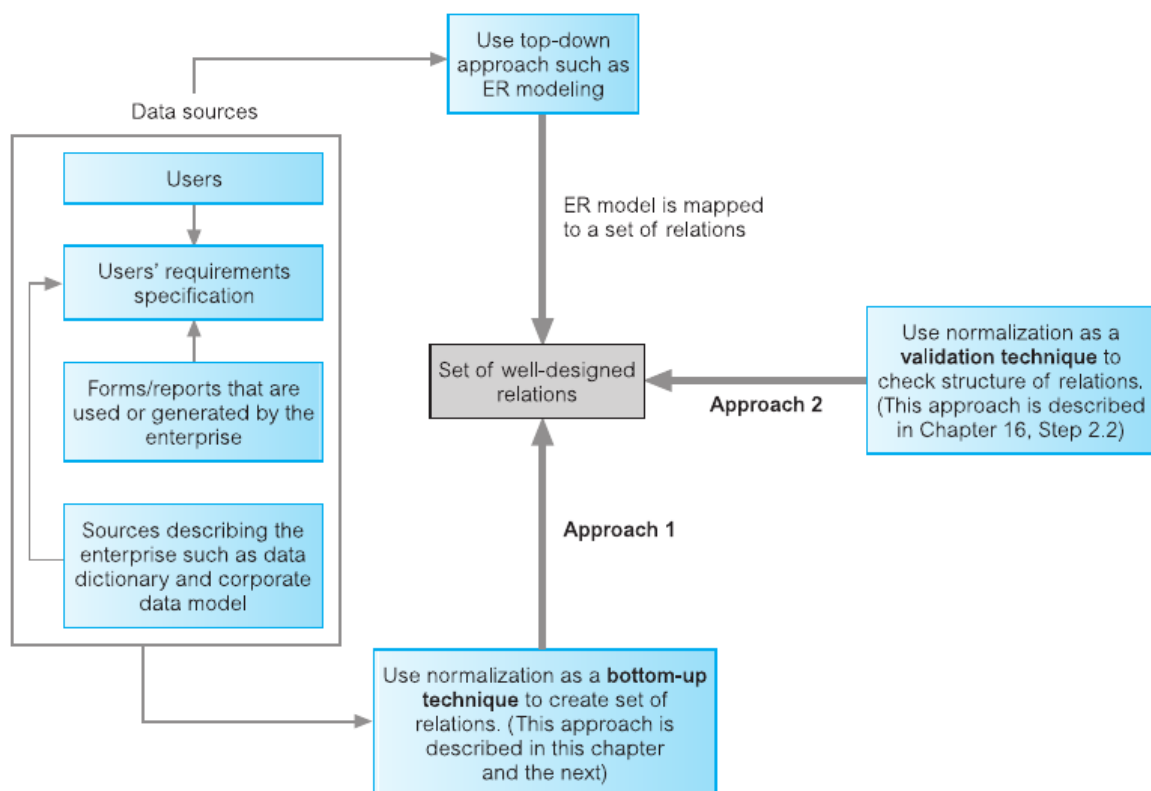 Use top-down
approach such as
ER modeling
Data sources
Users
Users' requirements
specification
Forms/reports that are
used or generated by the
enterprise
Sources describing the
enterprise such as data
dictionary and corporate
data model
ER model is mapped
to a set of relations
Set of well-designed
relations
Approach 2
Use normalization as a
validation technique to
check structure of relations.
(This approach is described
in Chapter 16, Step 2.2)
Approach 1
Use normalization as a bottom-up
technique to create set of
relations. (This approach is
described in this chapter
and the next)